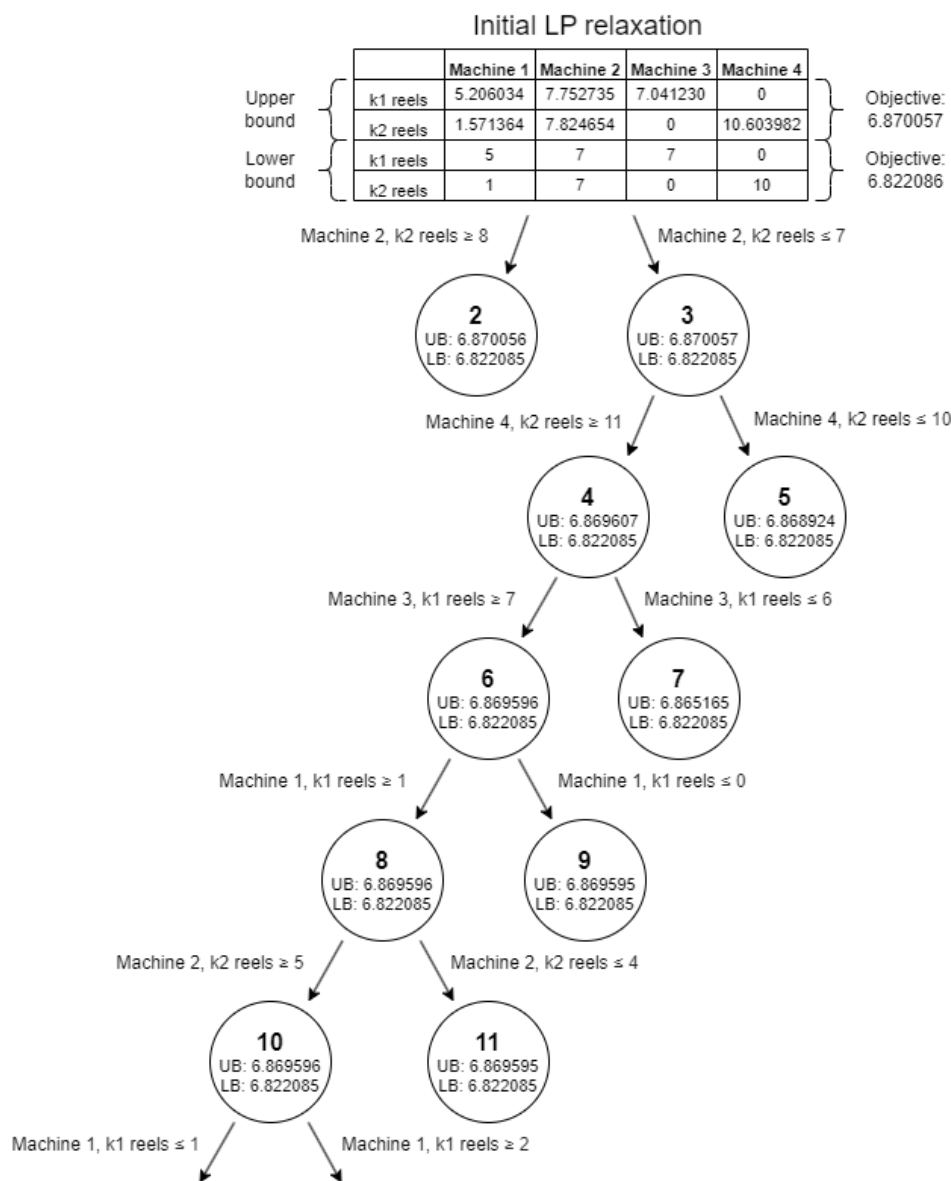 Initial LP relaxation
Machine 1 Machine 2 Machine 3 Machine 4
Upper bound
k1 reels 5.206034 7.752735 7.041230 0
k2 reels 1.571364 7.824654 0 10.603982
Objective: 6.870057
Lower bound
k1 reels 5 7 7 0
k2 reels 1 7 0 10
Objective: 6.822086
Machine 2, k2 reels ≥ 8
Machine 2, k2 reels ≤ 7
2
UB: 6.870056
LB: 6.822085
3
UB: 6.870057
LB: 6.822085
Machine 4, k2 reels ≥ 11
Machine 4, k2 reels ≤ 10
4
UB: 6.869607
LB: 6.822085
5
UB: 6.868924
LB: 6.822085
Machine 3, k1 reels ≥ 7
Machine 3, k1 reels ≤ 6
6
UB: 6.869596
LB: 6.822085
7
UB: 6.865165
LB: 6.822085
Machine 1, k1 reels ≥ 1
Machine 1, k1 reels ≤ 0
8
UB: 6.869596
LB: 6.822085
9
UB: 6.869595
LB: 6.822085
Machine 2, k2 reels ≥ 5
Machine 2, k2 reels ≤ 4
10
UB: 6.869596
LB: 6.822085
11
UB: 6.869595
LB: 6.822085
Machine 1, k1 reels ≤ 1
Machine 1, k1 reels ≥ 2